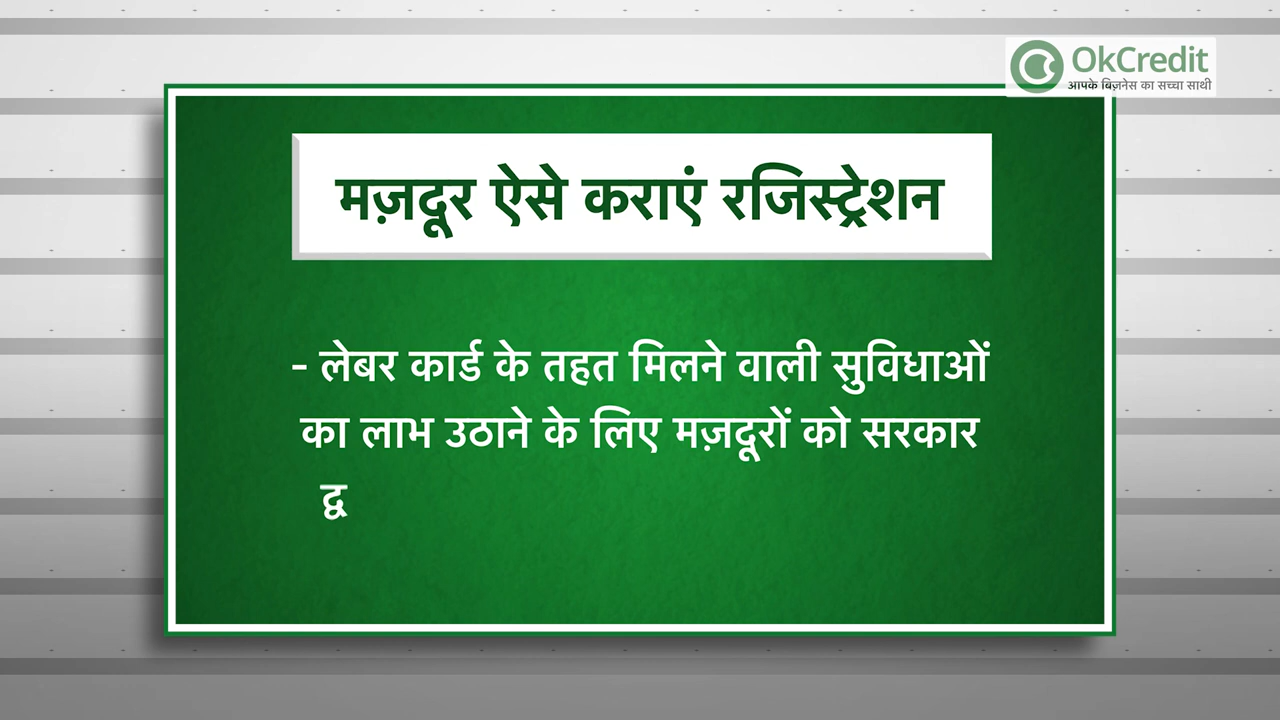 OkCredit
आपके बिज़नेस का सच्चा साथी
मज़दूर ऐसे कराएं रजिस्ट्रेशन
- लेबर कार्ड के तहत मिलने वाली सुविधाओं
का लाभ उठाने के लिए मज़दूरों को सरकार
द्व